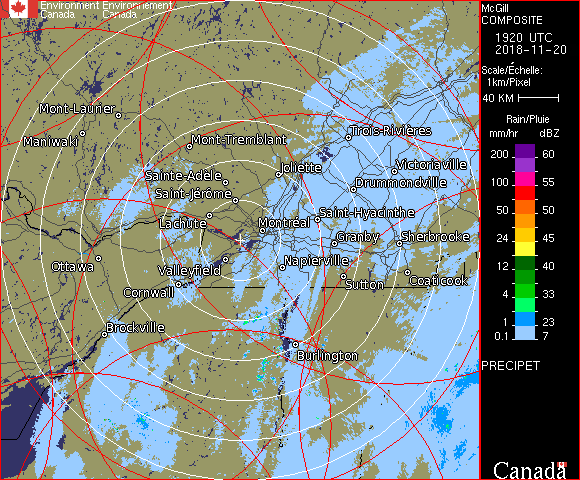 Environment Environnement
Canada Canada
McGill
COMPOSITE
1920 UTC
2018-11-20
Scale/Échelle:
1km/Pixel
40 KM
Rain/Pluie
mm/hr dBZ
200 60
100 55
50 50
24 45
12 40
4 33
1 23
0.1 7
PRECIPET
Canada
Mont-Laurier
Maniwaki
Mont-Tremblant
Trois-Rivières
Joliette
Victoriaville
Sainte-Adèle
Drummondville
Saint-Jérôme
Lachute
Saint-Hyacinthe
Montréal
Granby
Sherbrooke
Ottawa
Valleyfield
Napierville
Cornwall
Sutton
Coaticook
Brockville
Burlington